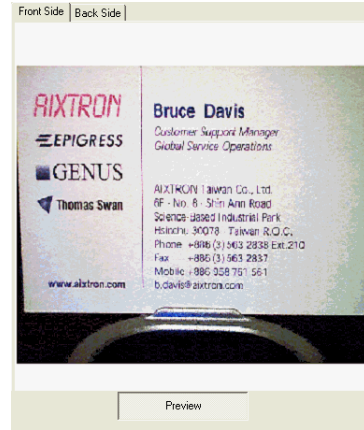 Front Side
Back Side
AIXTRON
EPIGRESS
GENUS
Thomas Swan
www.aixtron.com
Bruce Davis
Customer Support Manager
Global Service Operations
AIXTRON Taiwan Co., Ltd.
6F - No. 8 - Shin Ann Road
Science-Based Industrial Park
Hsinchu 30078 - Taiwan R.O.C.
Phone +886 (3) 563 2838 Ext.210
Fax +886 (3) 563 2837
Mobile +886 958 761 561
b.davis@aixtron.com
Preview